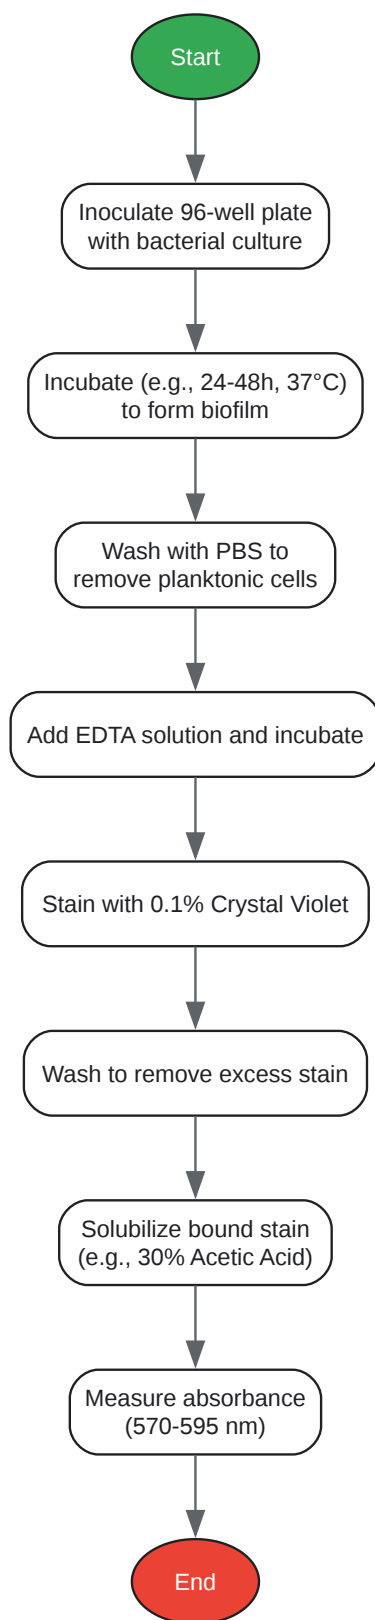 Start
Inoculate 96-well plate
with bacterial culture
Incubate (e.g., 24-48h, 37°C)
to form biofilm
Wash with PBS to
remove planktonic cells
Add EDTA solution and incubate
Stain with 0.1% Crystal Violet
Wash to remove excess stain
Solubilize bound stain
(e.g., 30% Acetic Acid)
Measure absorbance
(570-595 nm)
End